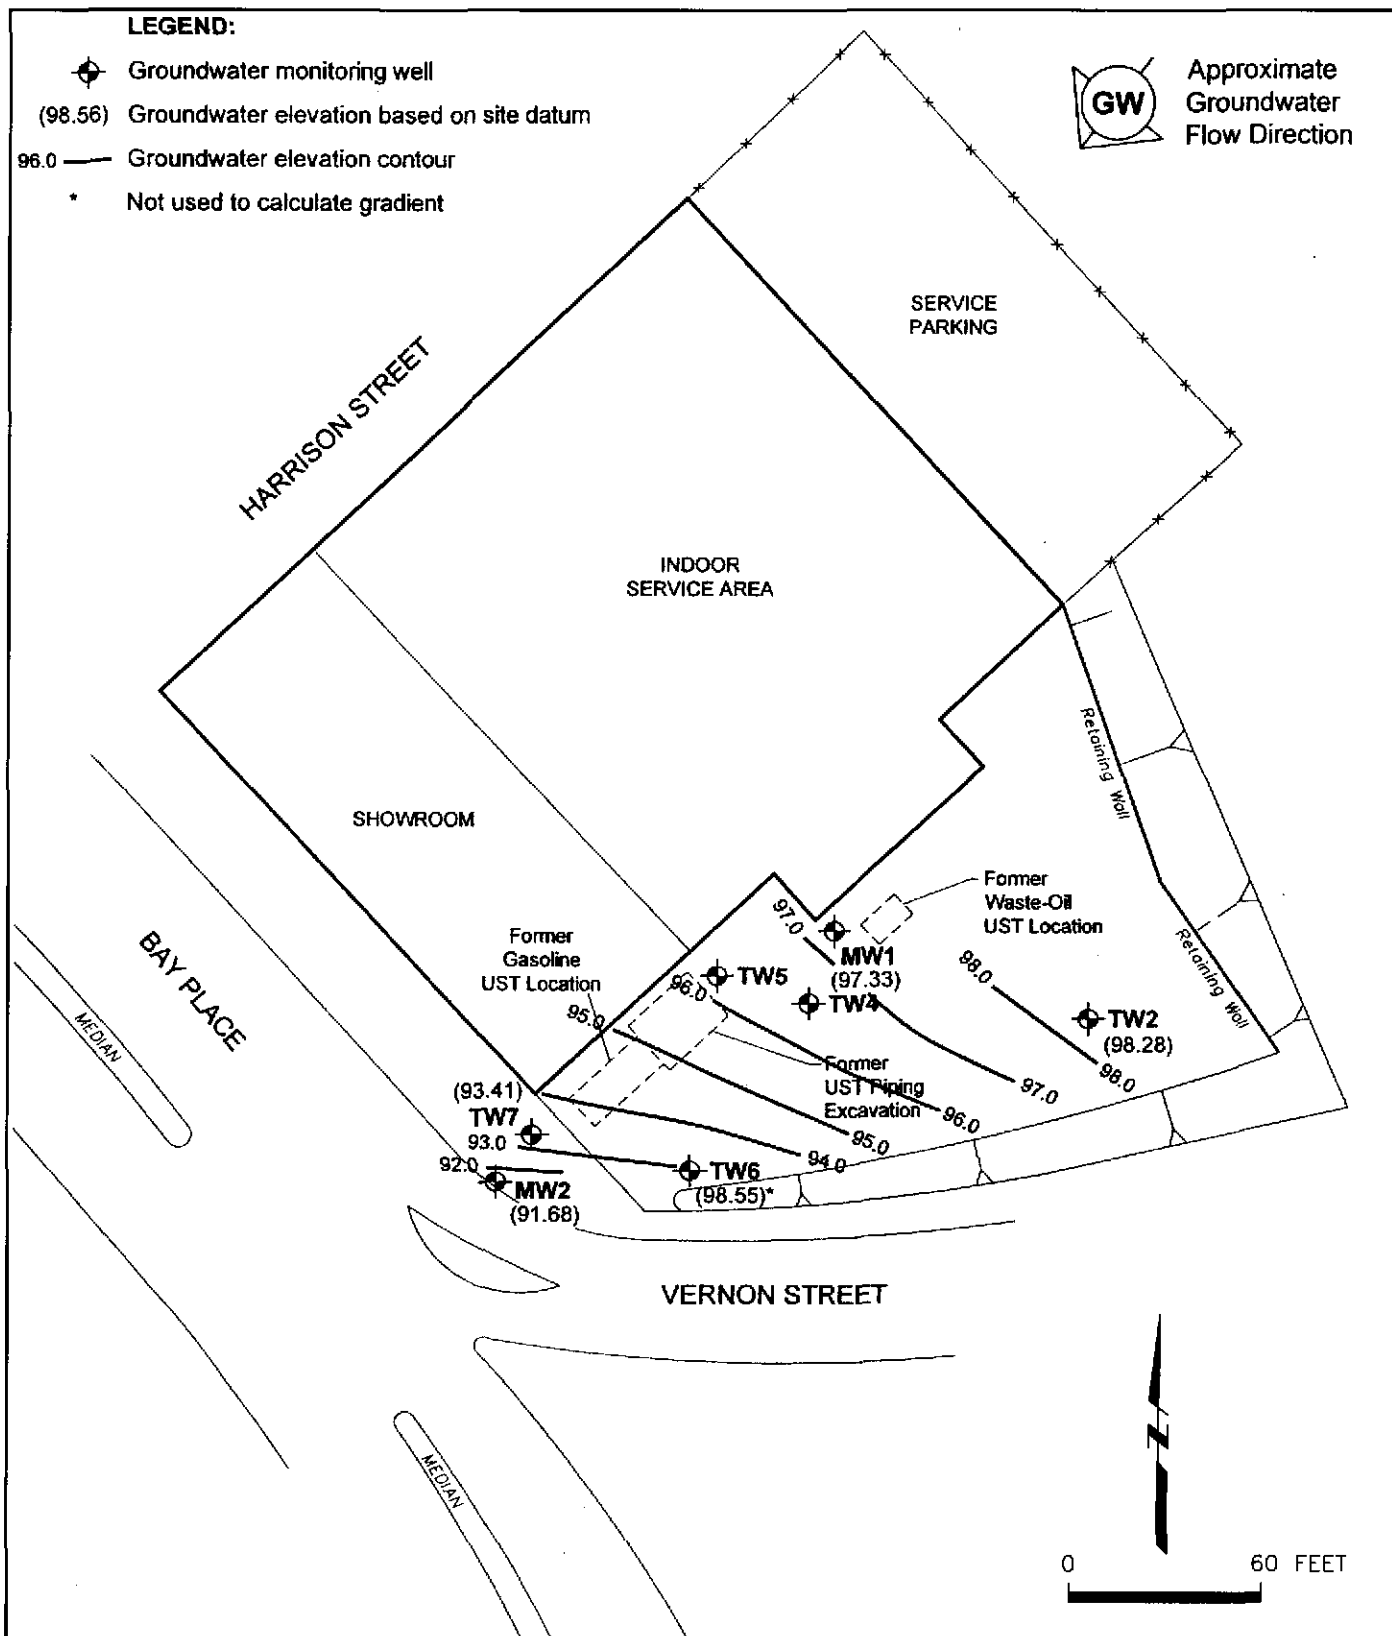 LEGEND:
Groundwater monitoring well
(98.56) Groundwater elevation based on site datum
96.0 Groundwater elevation contour
* Not used to calculate gradient
GW
Approximate
Groundwater
Flow Direction
SERVICE
PARKING
HARRISON STREET
INDOOR
SERVICE AREA
Retaining Wall
SHOWROOM
Former
Waste-Oil
UST Location
Retaining Wall
BAY PLACE
MEDIAN
Former
Gasoline
UST Location
97.0
MW1
(97.33)
98.0
TW5
96.0
TW4
TW2
(98.28)
95.0
Former
UST Piping
Excavation
98.0
97.0
96.0
95.0
94.0
(93.41)
TW7
93.0
92.0
MW2
(91.68)
TW6
(98.55)*
VERNON STREET
MEDIAN
N
0 60 FEET